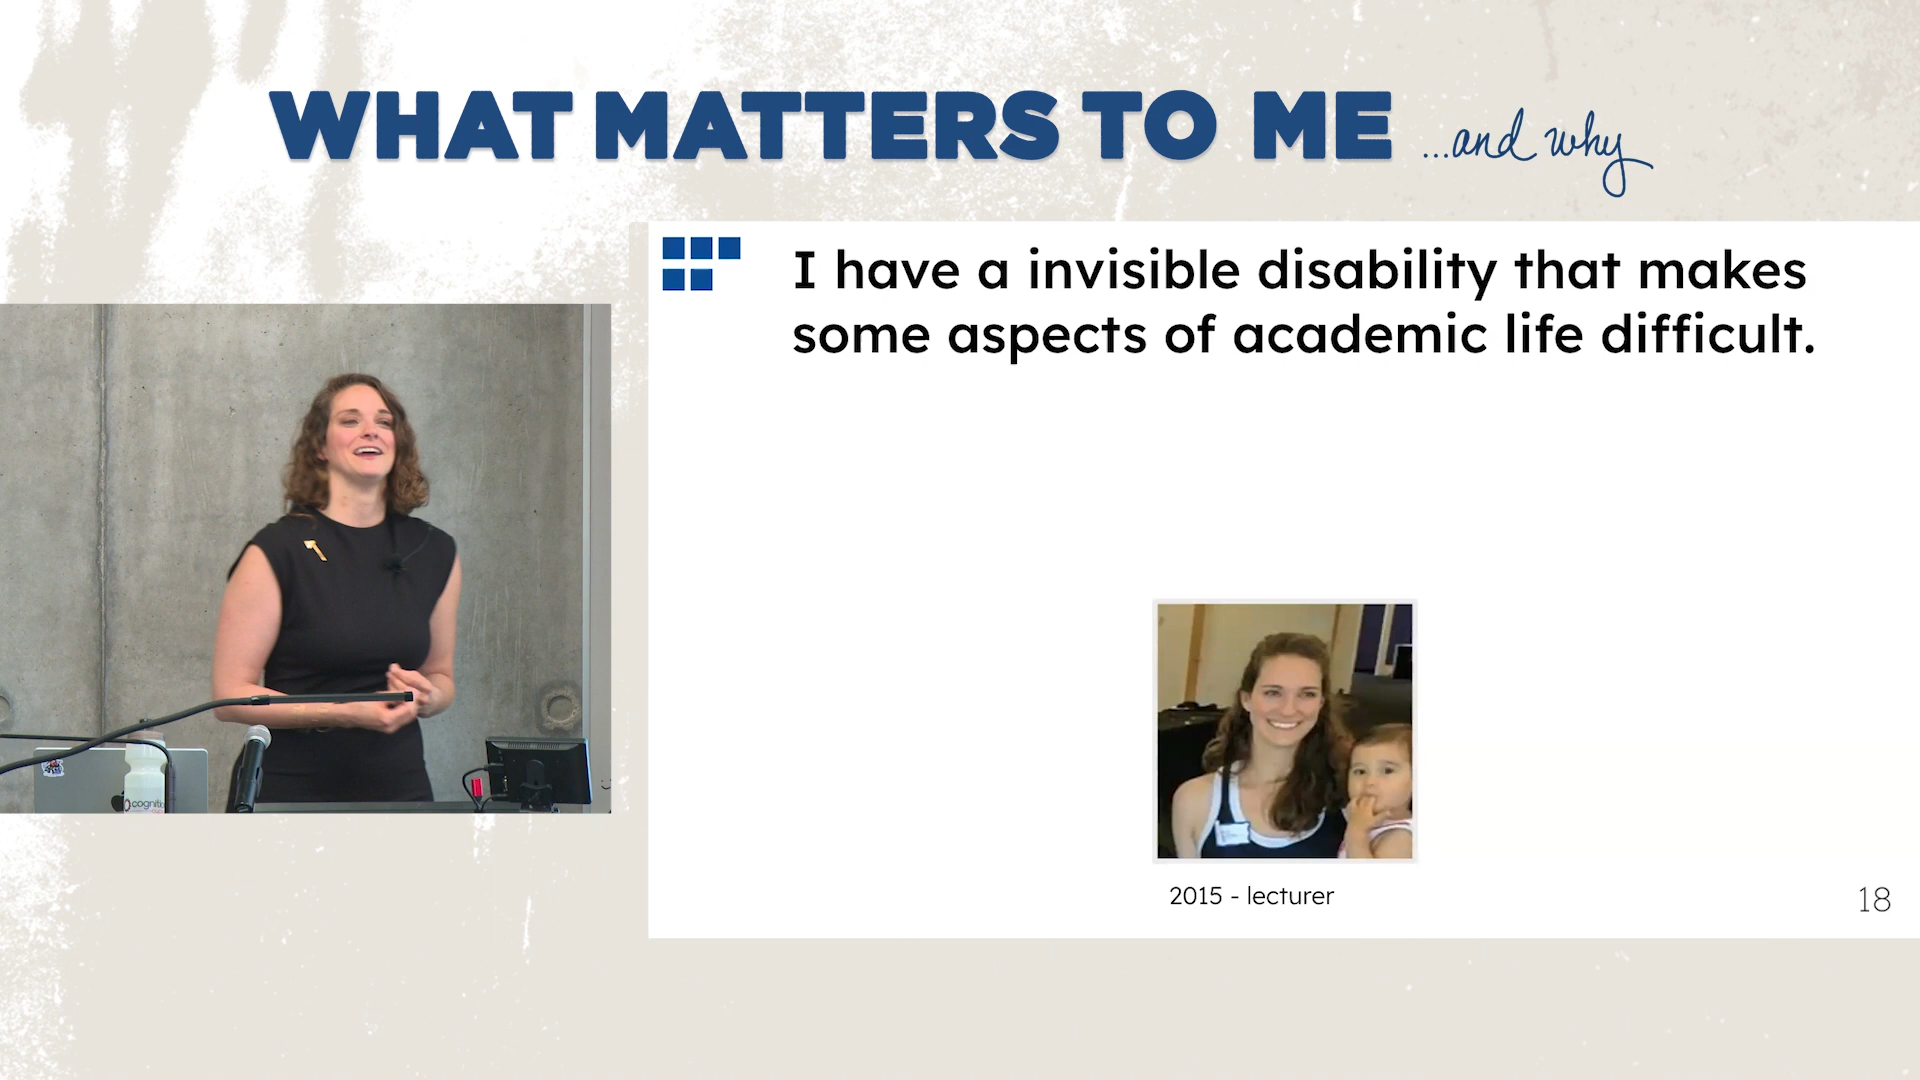 WHAT MATTERS TO ME ...and why
I have a invisible disability that makes
some aspects of academic life difficult.
2015 - lecturer
18